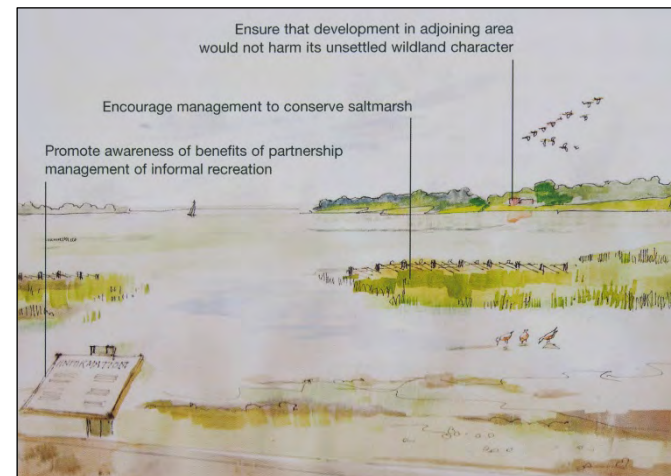 Ensure that development in adjoining area
would not harm its unsettled wildland character
Encourage management to conserve saltmarsh
Promote awareness of benefits of partnership
management of informal recreation
INFORMATION